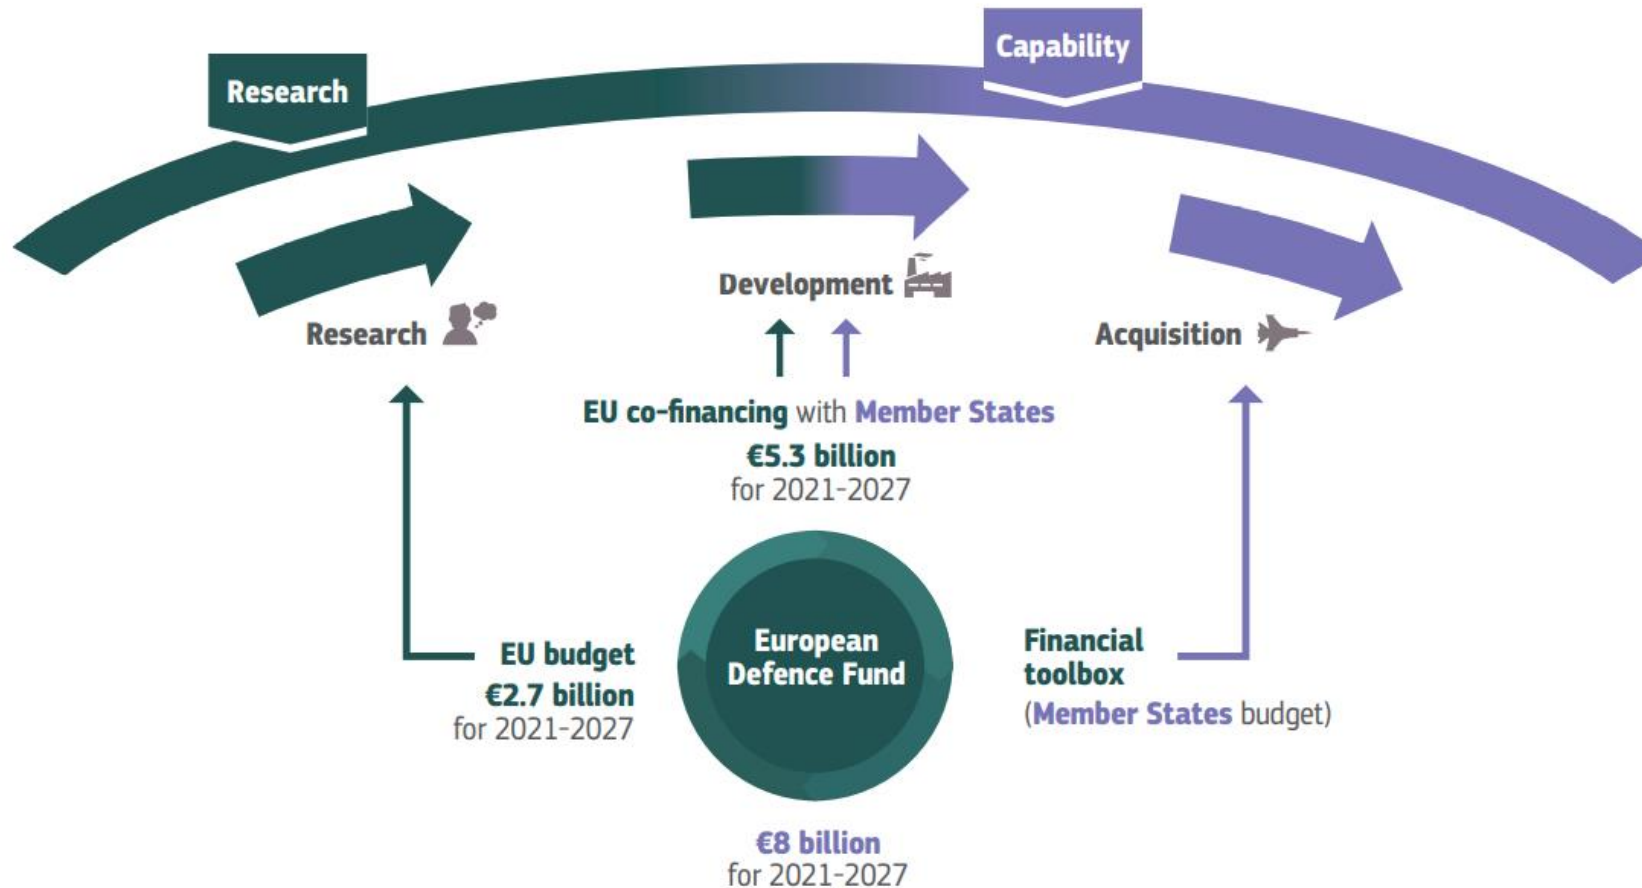 Research
Capability
Research
Development
Acquisition
EU co-financing with Member States
€5.3 billion
for 2021-2027
EU budget
€2.7 billion
for 2021-2027
European
Defence Fund
Financial
toolbox
(Member States budget)
€8 billion
for 2021-2027